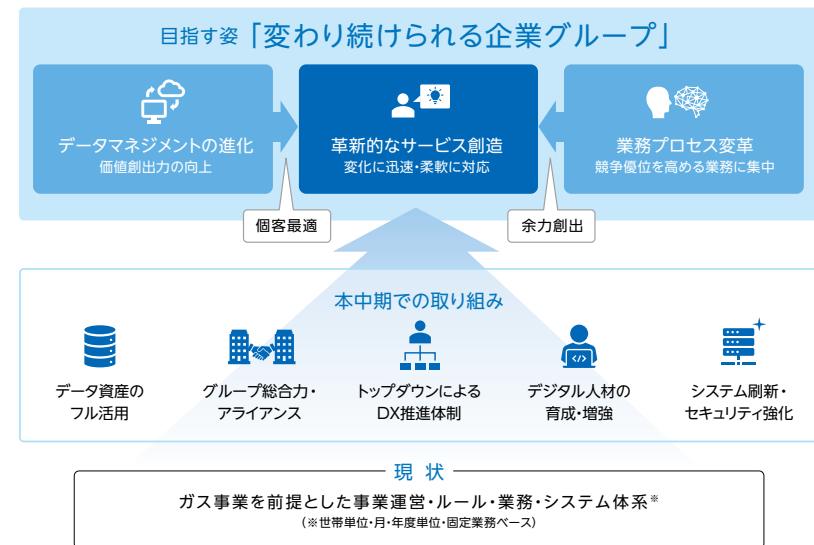 目指す姿「変わり続けられる企業グループ」
データマネジメントの進化
価値創出力の向上
革新的なサービス創造
変化に迅速・柔軟に対応
業務プロセス変革
競争優位を高める業務に集中
個客最適
余力創出
本中期での取り組み
データ資産の
フル活用
グループ総合力・
アライアンス
トップダウンによる
DX推進体制
</>
デジタル人材の
育成・増強
システム刷新・
セキュリティ強化
現 状
ガス事業を前提とした事業運営・ルール・業務・システム体系※
(※世帯単位・月・年度単位・固定業務ベース)